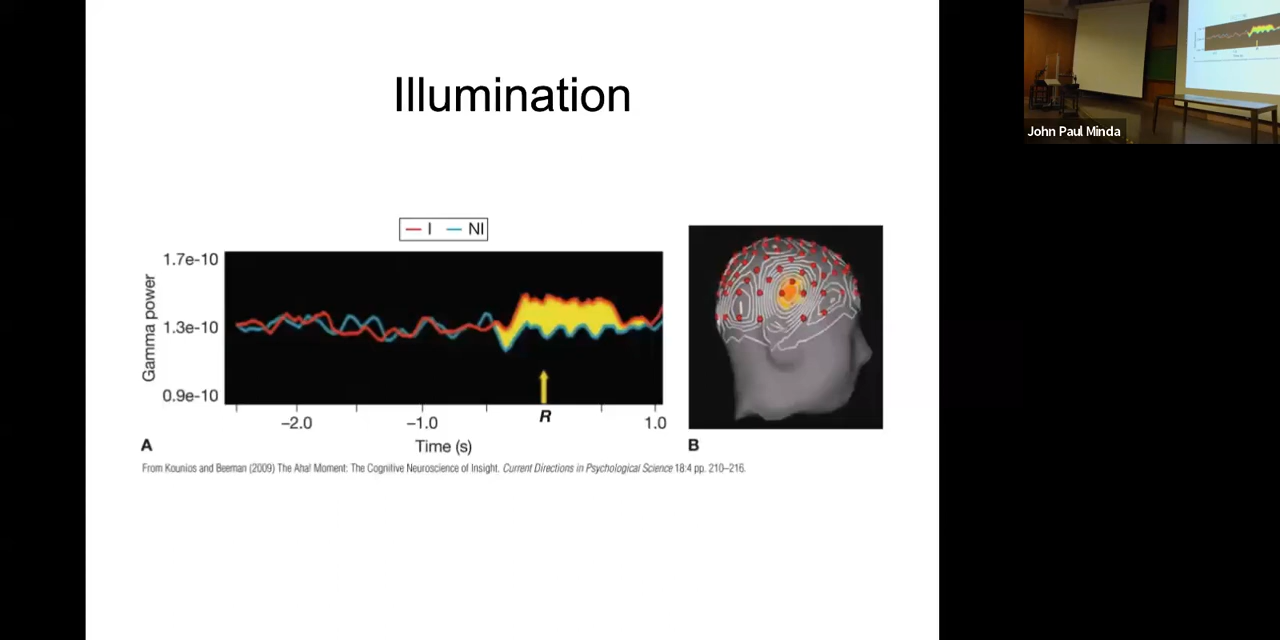 Illumination
John Paul Minda
I NI
1.7e-10
1.3e-10
0.9e-10
Gamma power
R
−2.0 −1.0 1.0
Time (s)
A
B
From Kounios and Beeman (2009) The Aha! Moment: The Cognitive Neuroscience of Insight. Current Directions in Psychological Science 18:4 pp. 210–216.